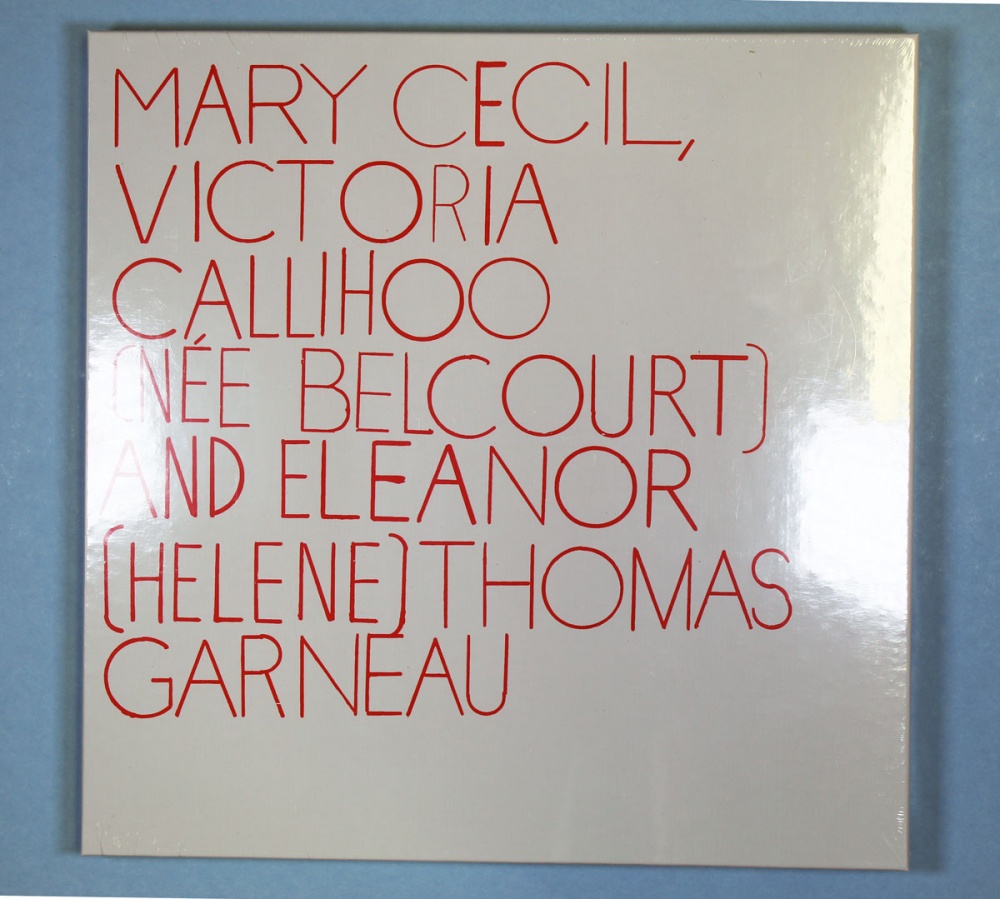 MARY CECIL,
VICTORIA
CALLIHOO
(NÉE BELCOURT)
AND ELEANOR
(HELENE) THOMAS
GARNEAU